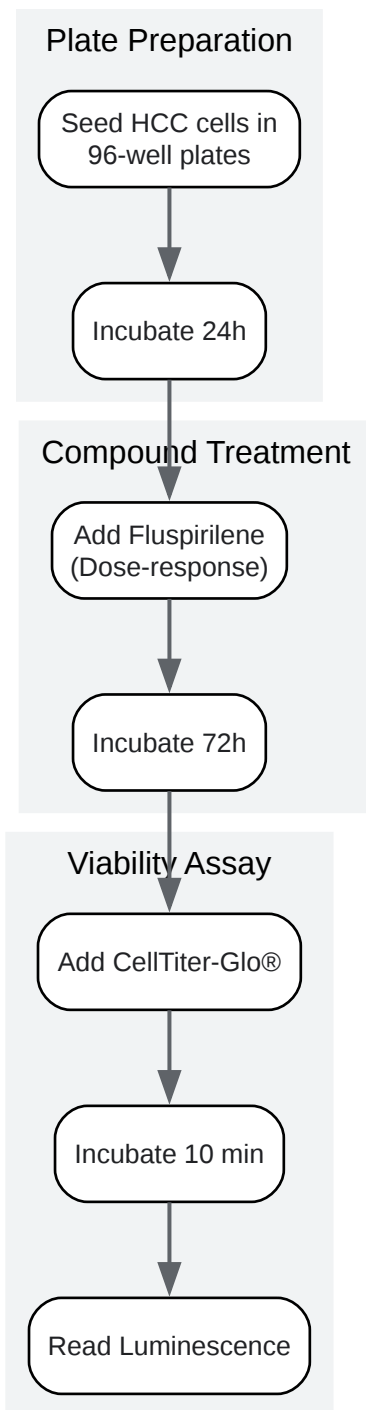 Plate Preparation
Seed HCC cells in
96-well plates
Incubate 24h
Compound Treatment
Add Fluspirilene
(Dose-response)
Incubate 72h
Viability Assay
Add CellTiter-Glo®
Incubate 10 min
Read Luminescence